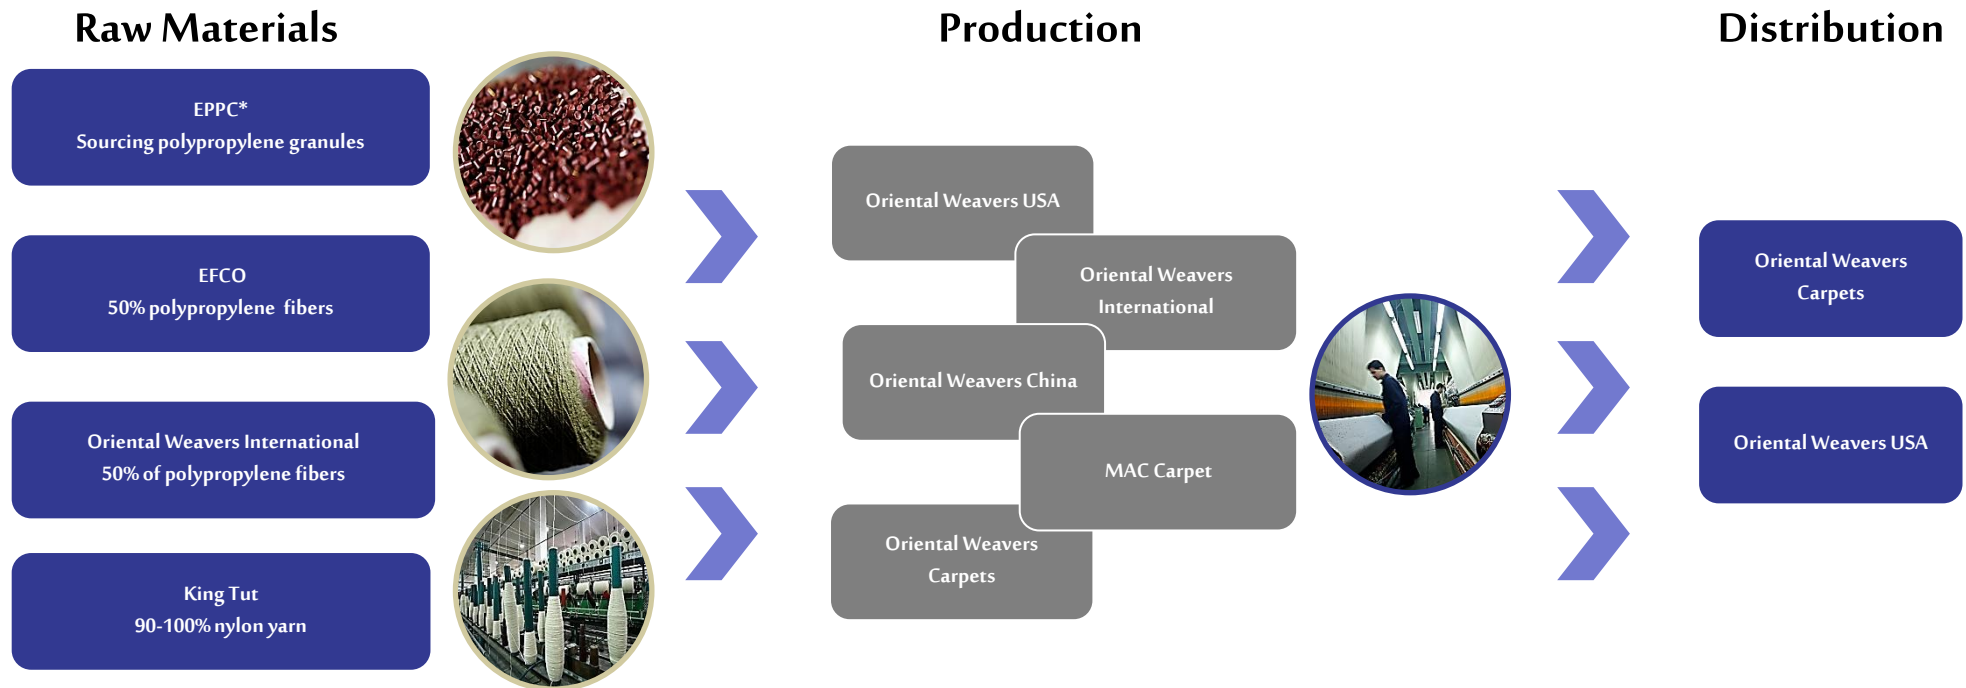 Raw Materials
EPPC*
Sourcing polypropylene granules
EFCO
50% polypropylene fibers
Oriental Weavers International
50% of polypropylene fibers
King Tut
90-100% nylon yarn
Production
Oriental Weavers USA
Oriental Weavers
International
Oriental Weavers China
MAC Carpet
Oriental Weavers
Carpets
Distribution
Oriental Weavers
Carpets
Oriental Weavers USA